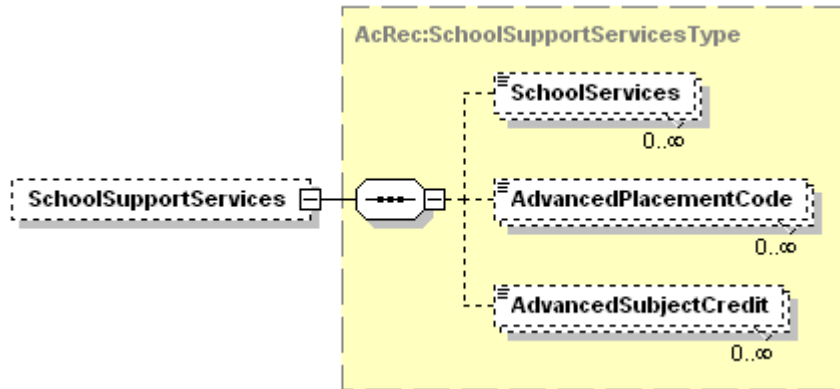 AcRec:SchoolSupportServicesType
SchoolServices
0..∞
SchoolSupportServices
AdvancedPlacementCode
0..∞
AdvancedSubjectCredit
0..∞